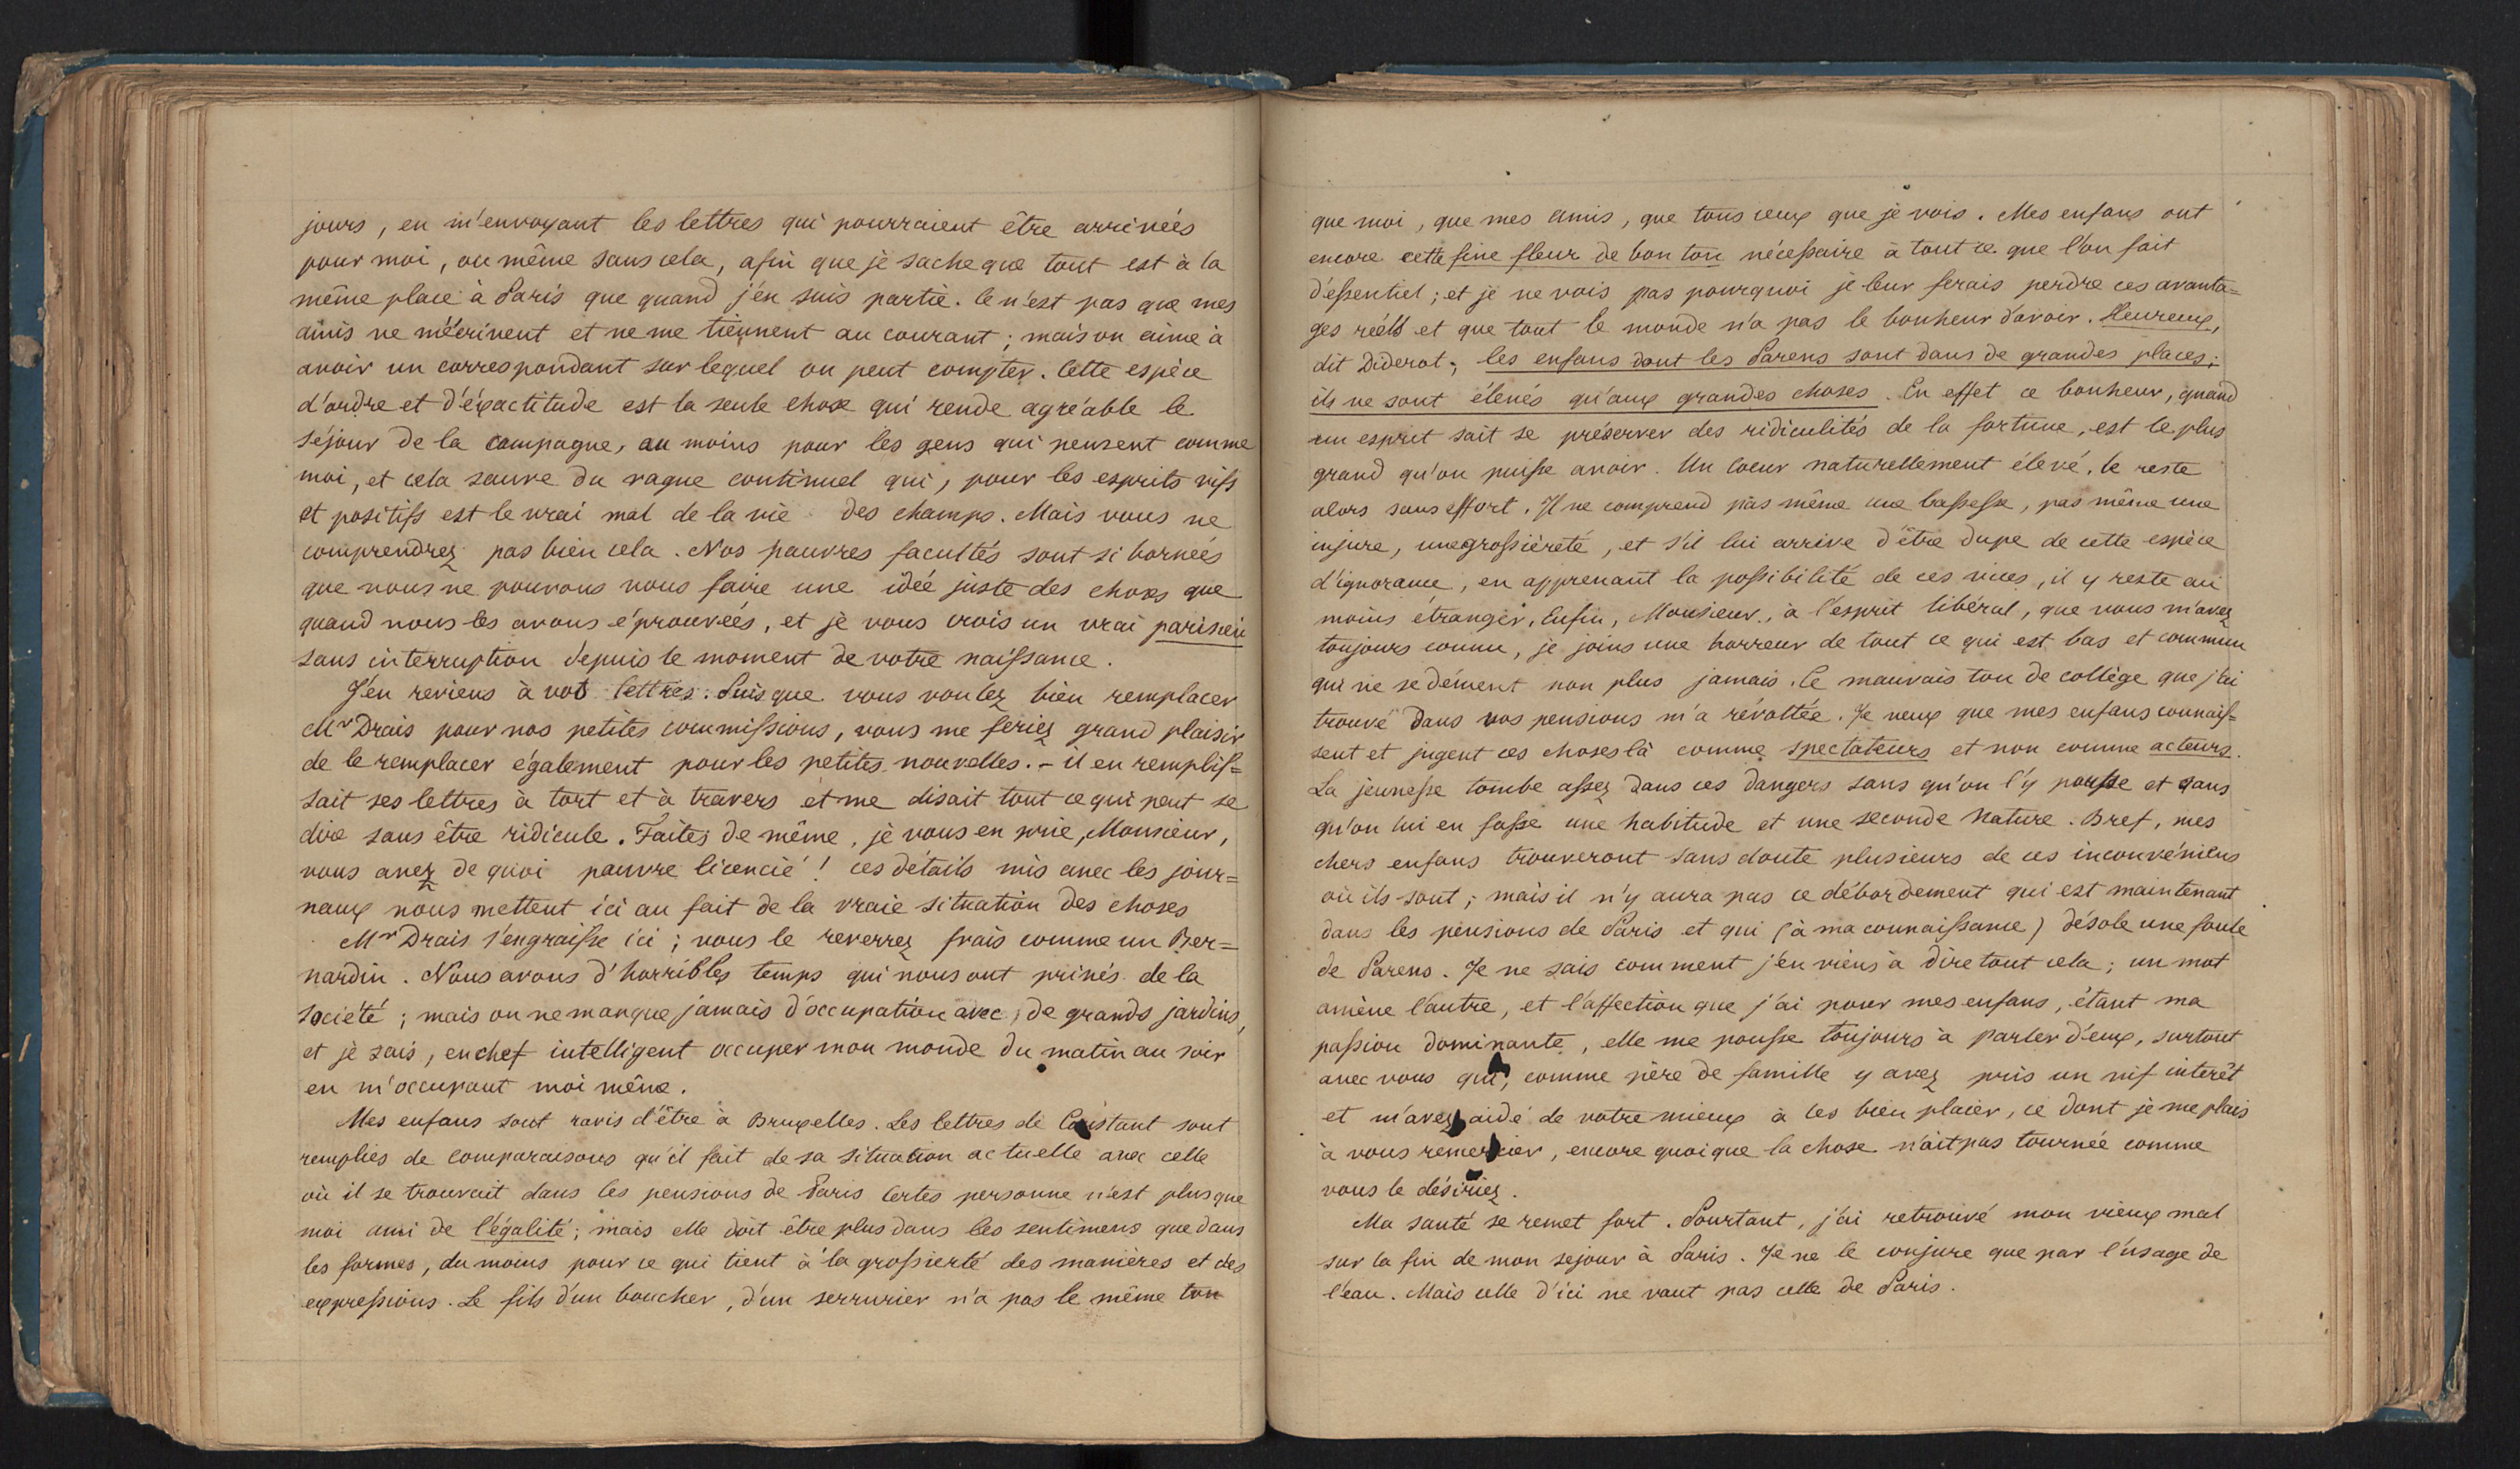 jours, en m'envoyant les lettres qui pourraient être arrivées
pour moi, ou même sans cela, afin que je sache que tout est à la
même place à Paris que quand j'en suis partie. Ce n'est pas que mes
amis ne m'écrivent et ne me tiennent au courant ; mais on aime à
avoir un correspondant sur lequel on peut compter. Cette espèce
d'ordre et d'éxactitude est la seule chose qui rende agréable le
séjour de la campagne, au moins pour les gens qui pensent comme
moi, et cela sauve du vague continuel qui, pour les esprits vifs
et positifs est le vrai mal de la vie des champs. Mais vous ne
comprendrez pas bien cela. Nos pauvres facultés sont si bornées
que nous ne pouvons nous faire une idée juste des choses que
quand nous les avons éprouvées, et je vous crois un vrai parisien
sans interruption depuis le moment de votre naissance.
J'en reviens à vos lettres. Puisque vous voulez bien remplacer
Mr Drais pour nos petites commissions, vous me feriez grand plaisir
de le remplacer également pour les petites nouvelles. - il en remplis=
sait ses lettres à tort et à travers et me disait tout ce qui peut se
dire sans être ridicule. Faites de même, je vous en prie, Monsieur,
vous avez de quoi pauvre licencié ! ces détails mis avec les jour=
naux nous mettent ici au fait de la vraie situation des choses
Mr Drais s'engraisse ici ; vous le reverrez frais comme un Ber=
nardin. Nous avons d'horribles temps qui nous ont privés de la
société ; mais on ne manque jamais d'occupation avec, de grands jardins,
et je sais, en chef intelligent occuper mon monde du matin au soir
en m'occupant moi même.
Mes enfans sont ravis d'être à Bruxelles. Les lettres de Constant sont
remplies de comparaisons qu'il fait de sa situation actuelle avec celle
où il se trouvait dans les pensions de Paris Certes personne n'est plus que
moi ami de l'égalité ; mais elle doit être plus dans les sentimens que dans
les formes, du moins pour ce qui tient à la grossierté des manières et des
expressions. Le fils d'un boucher, d'un serrurier n'a pas le même ton
que moi, que mes amis, que tous ceux que je vois. Mes enfans ont
encore cette fine fleur de bon ton nécessaire à tout ce que l'on fait
d'essentiel ; et je ne vois pas pourquoi je leur ferais perdre ces avanta=
ges réels et que tout le monde n'a pas le bonheur d'avoir. Heureux,
dit Diderot, les enfans dont les Parens sont dans de grandes places ;
ils ne sont élevés qu'aux grandes choses. En effet ce bonheur, quand
un esprit sait se préserver des ridiculités de la fortune, est le plus
grand qu'on puisse avoir. Un coeur naturellement élevé, le reste
alors sans effort. Il ne comprend pas même une bassesse, pas même une
injure, une grossièreté, et s'il lui arrive d'être dupe de cette espèce
d'ignorance, en apprenant la possibilité de ces vices, il y reste au
moins étranger, Enfin, Monsieur, à l'esprit libéral, que vous m'avez
toujours connu, je joins une horreur de tout ce qui est bas et commun
qui ne se dément non plus jamais. Ce mauvais ton de collège que j'ai
trouvé dans vos pensions m'a révoltée. Je veux que mes enfans connais=
sent et jugent ces choses là comme spectateurs et non comme acteurs.
La jeunesse tombe assez dans ces dangers sans qu'on l'y pousse et sans
qu'on lui en fasse une habitude et une seconde nature. Bref, mes
chers enfans trouveront sans doute plusieurs de ces inconvéniens
où ils sont ; mais il n'y aura pas ce débordement qui est maintenant
dans les pensions de Paris et qui (à ma connaissance) désole une foule
de Parens. Je ne sais comment j'en viens à dire tout cela ; un mot
amène l'autre, et l'affection que j'ai pour mes enfans, étant ma
passion dominante, elle me pousse toujours à parler d'eux, surtout
avec vous qui, comme père de famille y avez pris un vif intérêt
et m'avez aidé de votre mieux à les bien placer, ce dont je me plais
à vous remercier, encore quoique la chose n'ait pas tournée comme
vous le désiriez.
Ma santé se remet fort. Pourtant, j'ai retrouvé mon vieux mal
sur la fin de mon sejour à Paris. Je ne le conjure que par l'usage de
l'eau. Mais celle d'ici ne vaut pas celle de Paris.